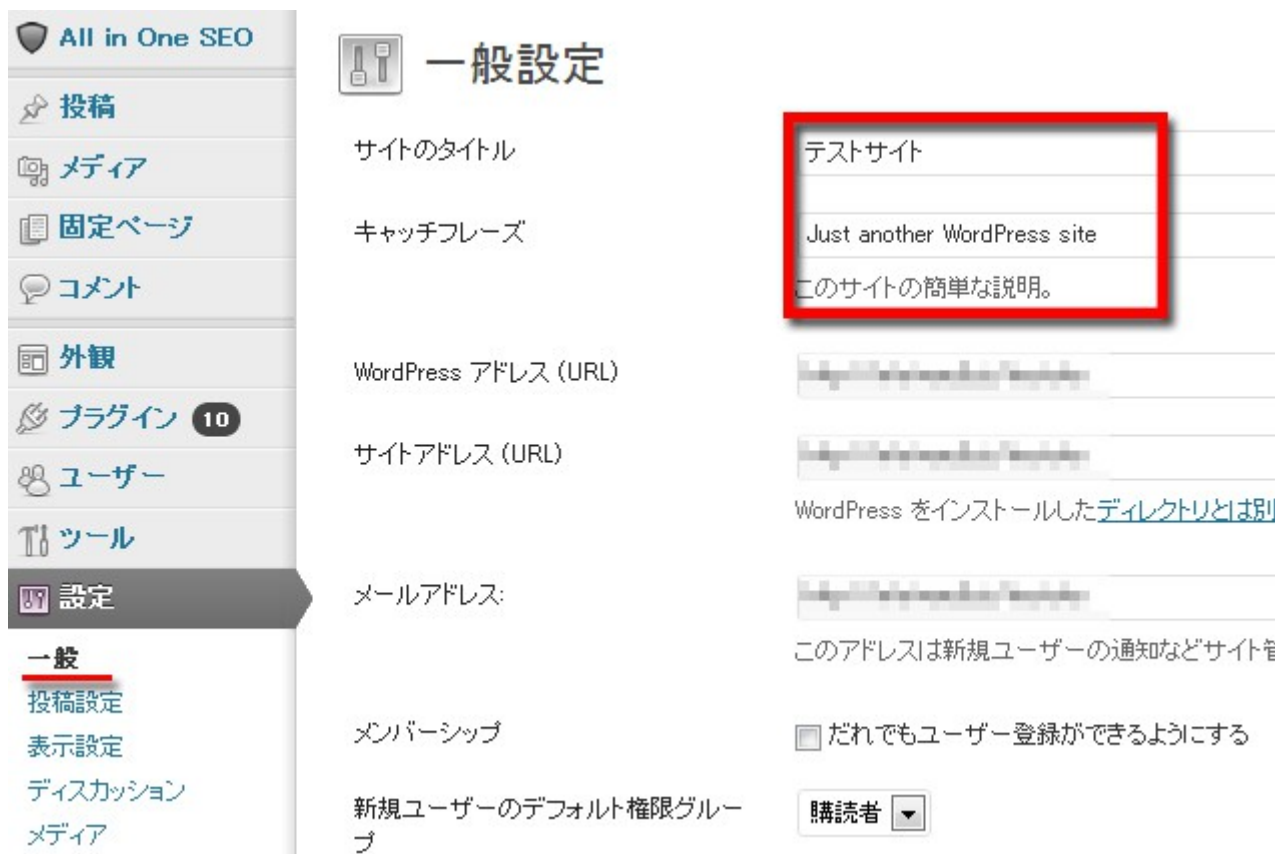 All in One SEO
投稿
メディア
固定ページ
コメント
外観
プラグイン 10
ユーザー
ツール
設定
一般
投稿設定
表示設定
ディスカッション
メディア
一般設定
サイトのタイトル
テストサイト
キャッチフレーズ
Just another WordPress site
このサイトの簡単な説明。
WordPress アドレス (URL)
サイトアドレス (URL)
WordPress をインストールしたディレクトリとは別
メールアドレス:
このアドレスは新規ユーザーの通知などサイト
メンバーシップ
だれでもユーザー登録ができるようにする
新規ユーザーのデフォルト権限グルー
プ
購読者